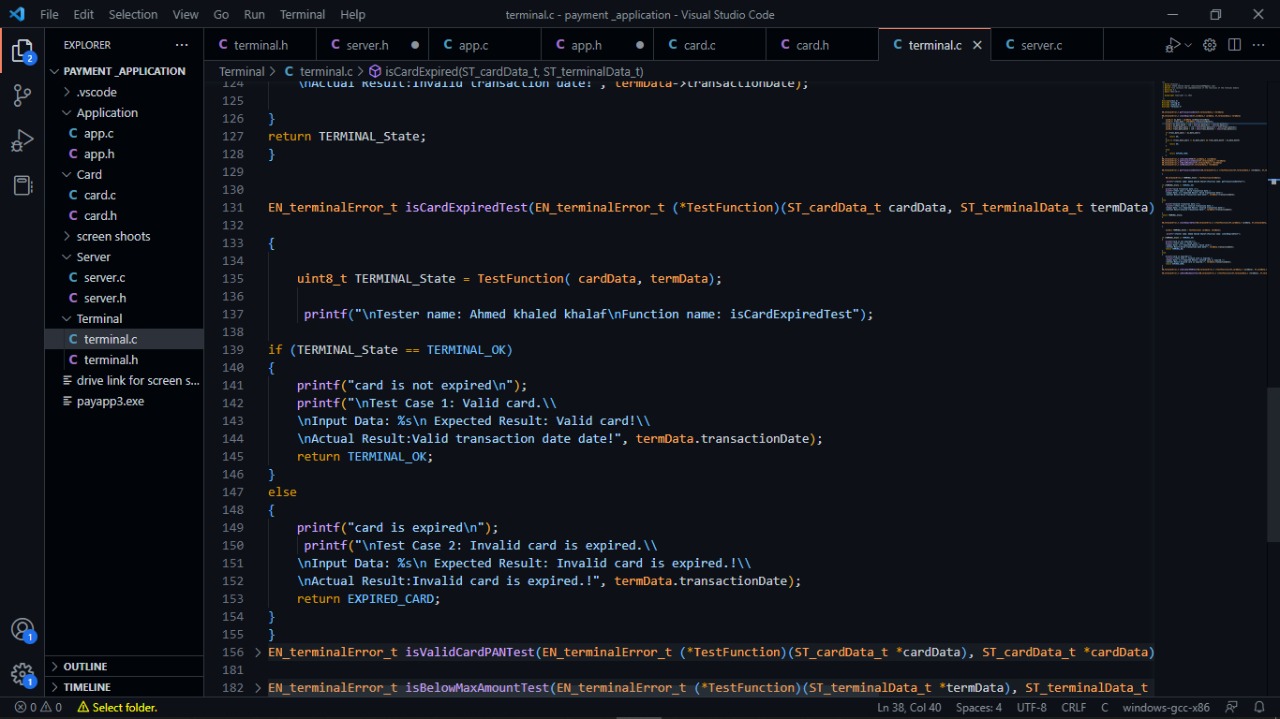 File Edit Selection View Go Run Terminal Help
terminal.c - payment _application - Visual Studio Code
EXPLORER
terminal.h
server.h
app.c
app.h
card.c
card.h
terminal.c
server.c
2
PAYMENT _APPLICATION
.vscode
Application
app.c
app.h
Card
card.c
card.h
screen shoots
Server
server.c
server.h
Terminal
terminal.c
terminal.h
drive link for screen s...
payapp3.exe
OUTLINE
TIMELINE
1
1
Terminal > C terminal.c > isCardExpired(ST_cardData_t, ST_terminalData_t)
124 \nActual Result:Invalid transaction date!", termData->transactionDate);
125
126 }
127 return TERMINAL_State;
128 }
129
130
131 EN_terminalError_t isCardExpiredTest(EN_terminalError_t (*TestFunction)(ST_cardData_t cardData, ST_terminalData_t termData)
132
133 {
134
135 uint8_t TERMINAL_State = TestFunction( cardData, termData);
136
137 printf("\nTester name: Ahmed khaled khalaf\nFunction name: isCardExpiredTest");
138
139 if (TERMINAL_State == TERMINAL_OK)
140 {
141 printf("card is not expired\n");
142 printf("\nTest Case 1: Valid card.\\
143 \nInput Data: %s\n Expected Result: Valid card!\\
144 \nActual Result:Valid transaction date date!", termData.transactionDate);
145 return TERMINAL_OK;
146 }
147 else
148 {
149 printf("card is expired\n");
150 printf("\nTest Case 2: Invalid card is expired.\\
151 \nInput Data: %s\n Expected Result: Invalid card is expired.!\\
152 \nActual Result:Invalid card is expired.!", termData.transactionDate);
153 return EXPIRED_CARD;
154 }
155 }
156 EN_terminalError_t isValidCardPANTest(EN_terminalError_t (*TestFunction)(ST_cardData_t *cardData), ST_cardData_t *cardData)
181
182 EN_terminalError_t isBelowMaxAmountTest(EN_terminalError_t (*TestFunction)(ST_terminalData_t *termData), ST_terminalData_t
0 0 Select folder.
Ln 38, Col 40 Spaces: 4 UTF-8 CRLF C windows-gcc-x86